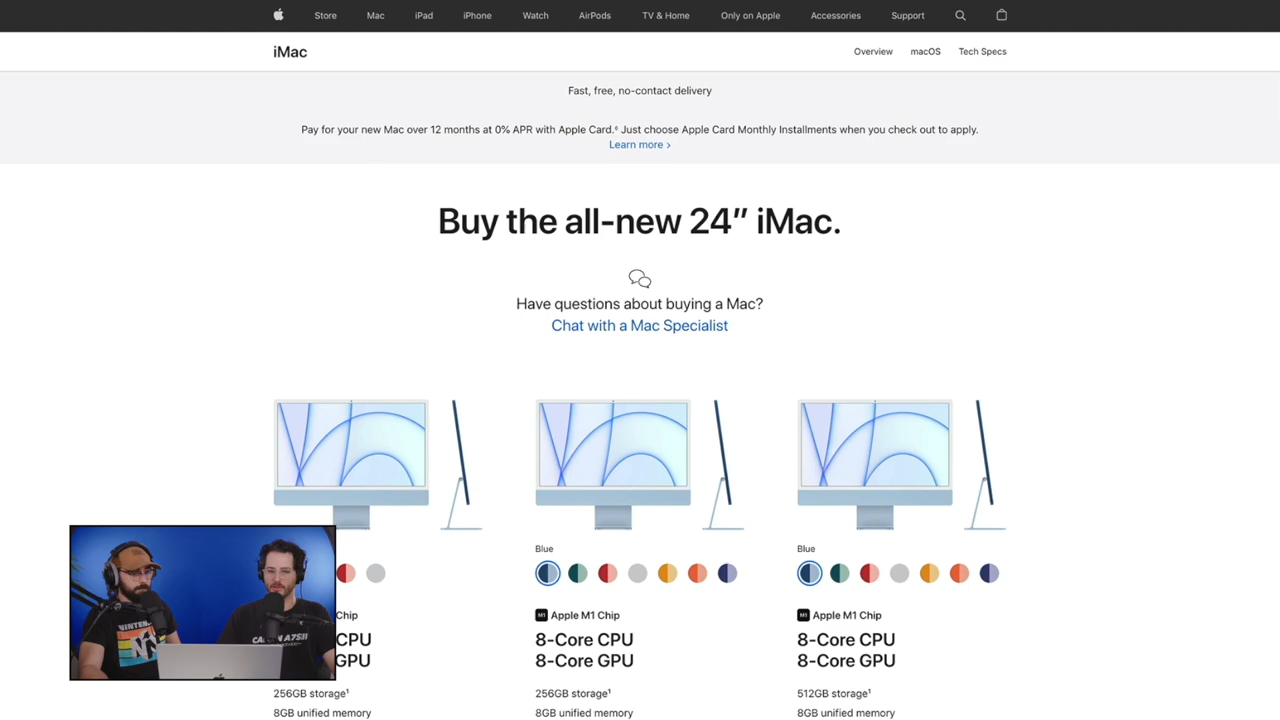 Store Mac iPad iPhone Watch AirPods TV & Home Only on Apple Accessories Support
iMac
Overview macOS Tech Specs
Fast, free, no-contact delivery
Pay for your new Mac over 12 months at 0% APR with Apple Card.⁶ Just choose Apple Card Monthly Installments when you check out to apply.
Learn more >
Buy the all-new 24″ iMac.
Have questions about buying a Mac?
Chat with a Mac Specialist
Blue
Blue
Chip
CPU
GPU
256GB storage¹
8GB unified memory
M1 Apple M1 Chip
8-Core CPU
8-Core GPU
256GB storage¹
8GB unified memory
M1 Apple M1 Chip
8-Core CPU
8-Core GPU
512GB storage¹
8GB unified memory